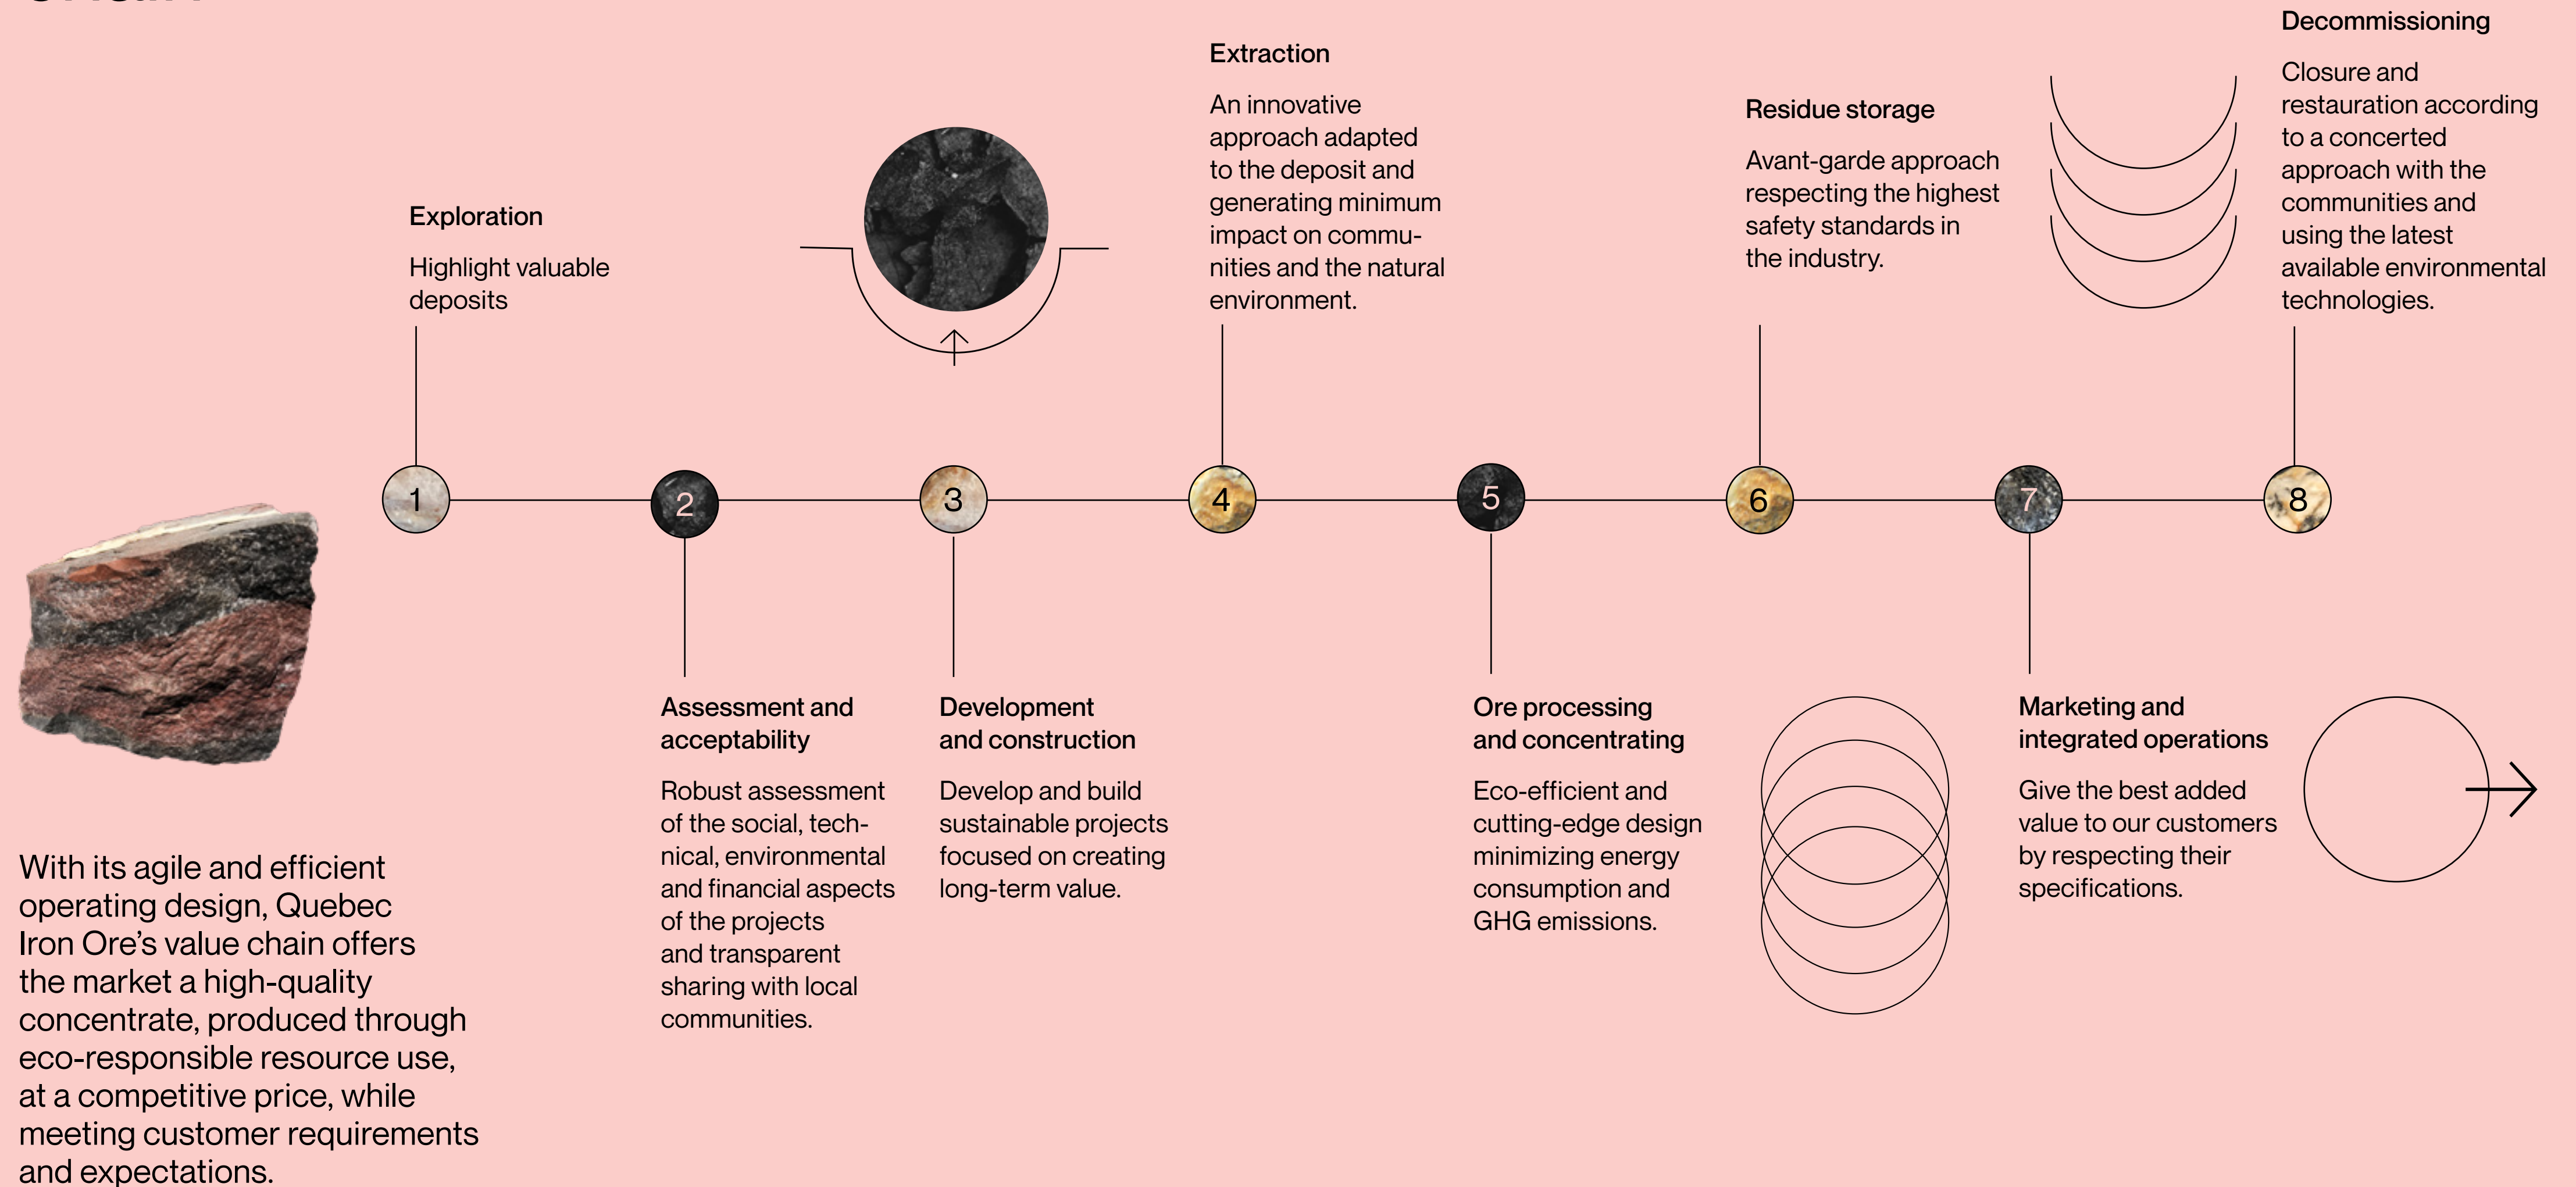 Exploration
Highlight valuable
deposits
Extraction
An innovative
approach adapted
to the deposit and
generating minimum
impact on commu-
nities and the natural
environment.
Residue storage
Avant-garde approach
respecting the highest
safety standards in
the industry.
Decommissioning
Closure and
restauration according
to a concerted
approach with the
communities and
using the latest
available environmental
technologies.
1
2
3
4
5
6
7
8
Assessment and
acceptability
Robust assessment
of the social, tech-
nical, environmental
and financial aspects
of the projects
and transparent
sharing with local
communities.
Development
and construction
Develop and build
sustainable projects
focused on creating
long-term value.
Ore processing
and concentrating
Eco-efficient and
cutting-edge design
minimizing energy
consumption and
GHG emissions.
Marketing and
integrated operations
Give the best added
value to our customers
by respecting their
specifications.
With its agile and efficient
operating design, Quebec
Iron Ore’s value chain offers
the market a high-quality
concentrate, produced through
eco-responsible resource use,
at a competitive price, while
meeting customer requirements
and expectations.